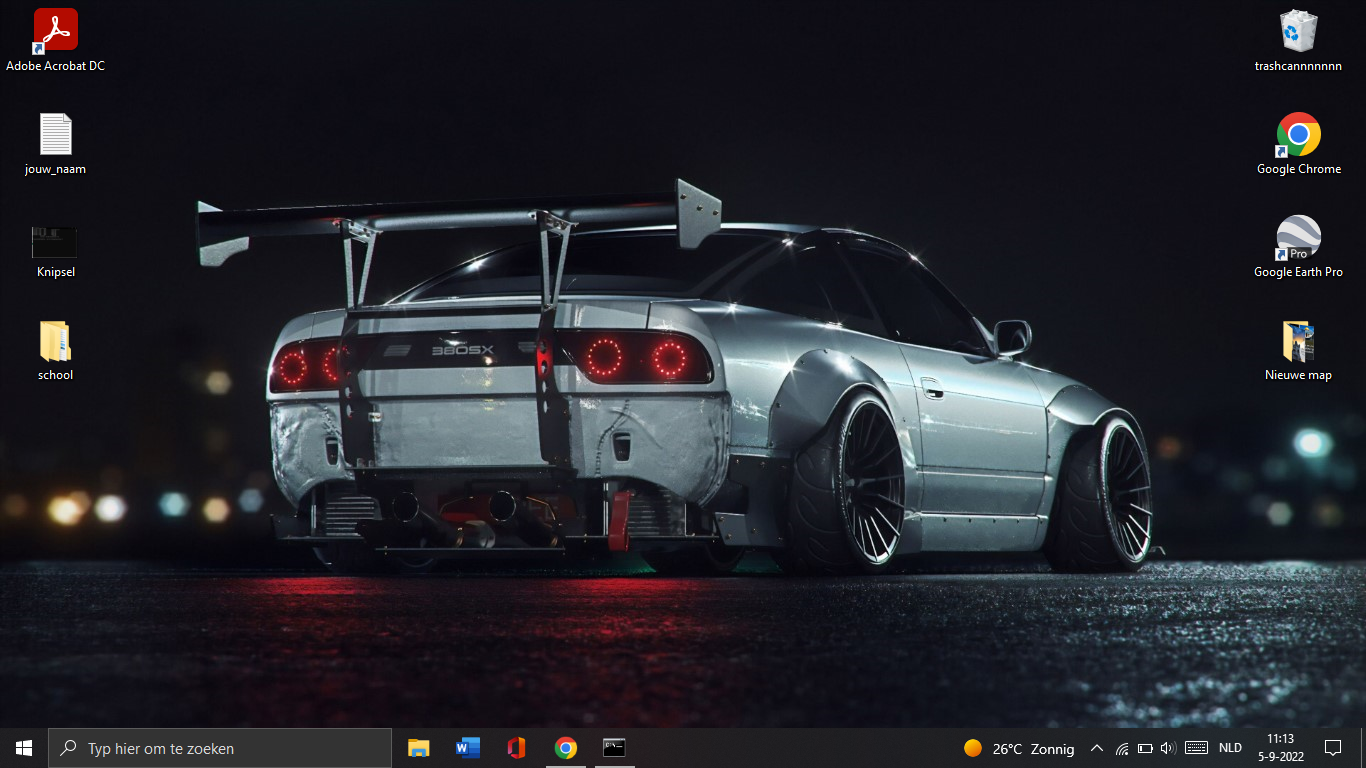 Adobe Acrobat DC
jouw_naam
Knipsel
school
trashcannnnnnn
Google Chrome
Pro
Google Earth Pro
Nieuwe map
380SX
Typ hier om te zoeken
26°C Zonnig
NLD
11:13
5-9-2022